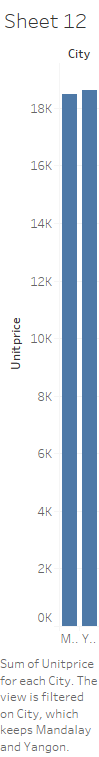 Sheet 12
City
18K
16K
14K
12K
10K
8K
6K
4K
2K
0K
Unitprice
M.. Y..
Sum of Unitprice
for each City. The
view is filtered
on City, which
keeps Mandalay
and Yangon.